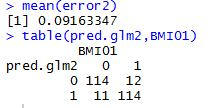 > mean(error2)
[1] 0.09163347
> table(pred.glm2,BMI01)
         BMI01
pred.glm2   0   1
        0 114  12
        1  11 114